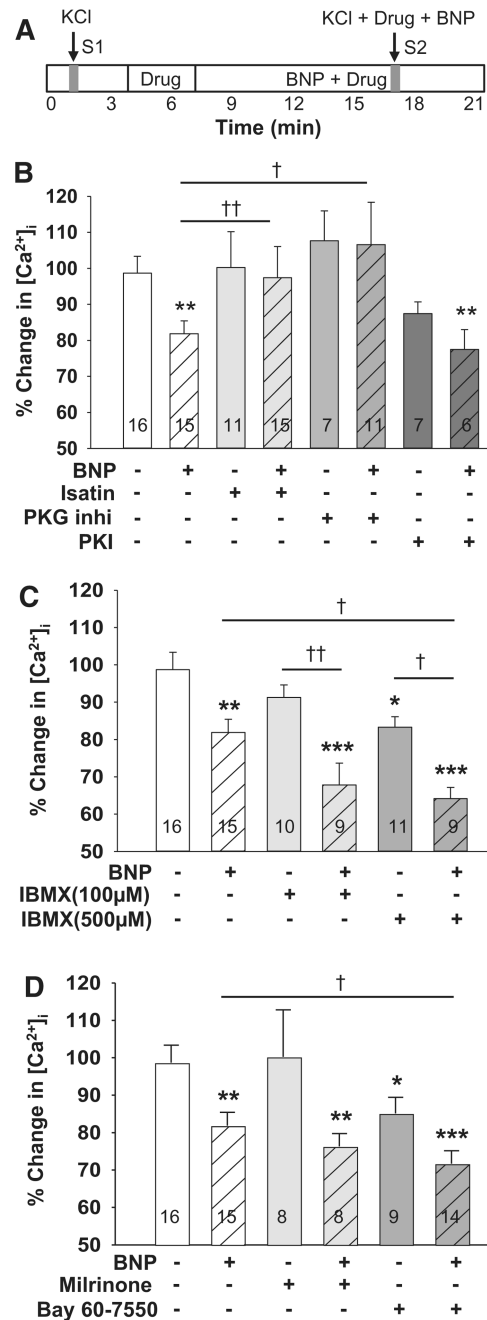 A
KCl
KCl + Drug + BNP
S1
S2
Drug
BNP + Drug
0 3 6 9 12 15 18 21
Time (min)
B
†
††
120
110
100
90
80
70
60
50
% Change in [Ca2+]i
**
**
16 15 11 15 7 11 7 6
BNP - + - + - + - +
Isatin - - + + - - - -
PKG inhi - - - - + + - -
PKI - - - - - - + +
C
†
††
†
120
110
100
90
80
70
60
50
% Change in [Ca2+]i
**
***
*
***
16 15 10 9 11 9
BNP - + - + - +
IBMX(100µM) - - + + - -
IBMX(500µM) - - - - + +
D
†
120
110
100
90
80
70
60
50
% Change in [Ca2+]i
**
**
*
***
16 15 8 8 9 14
BNP - + - + - +
Milrinone - - + + - -
Bay 60-7550 - - - - + +